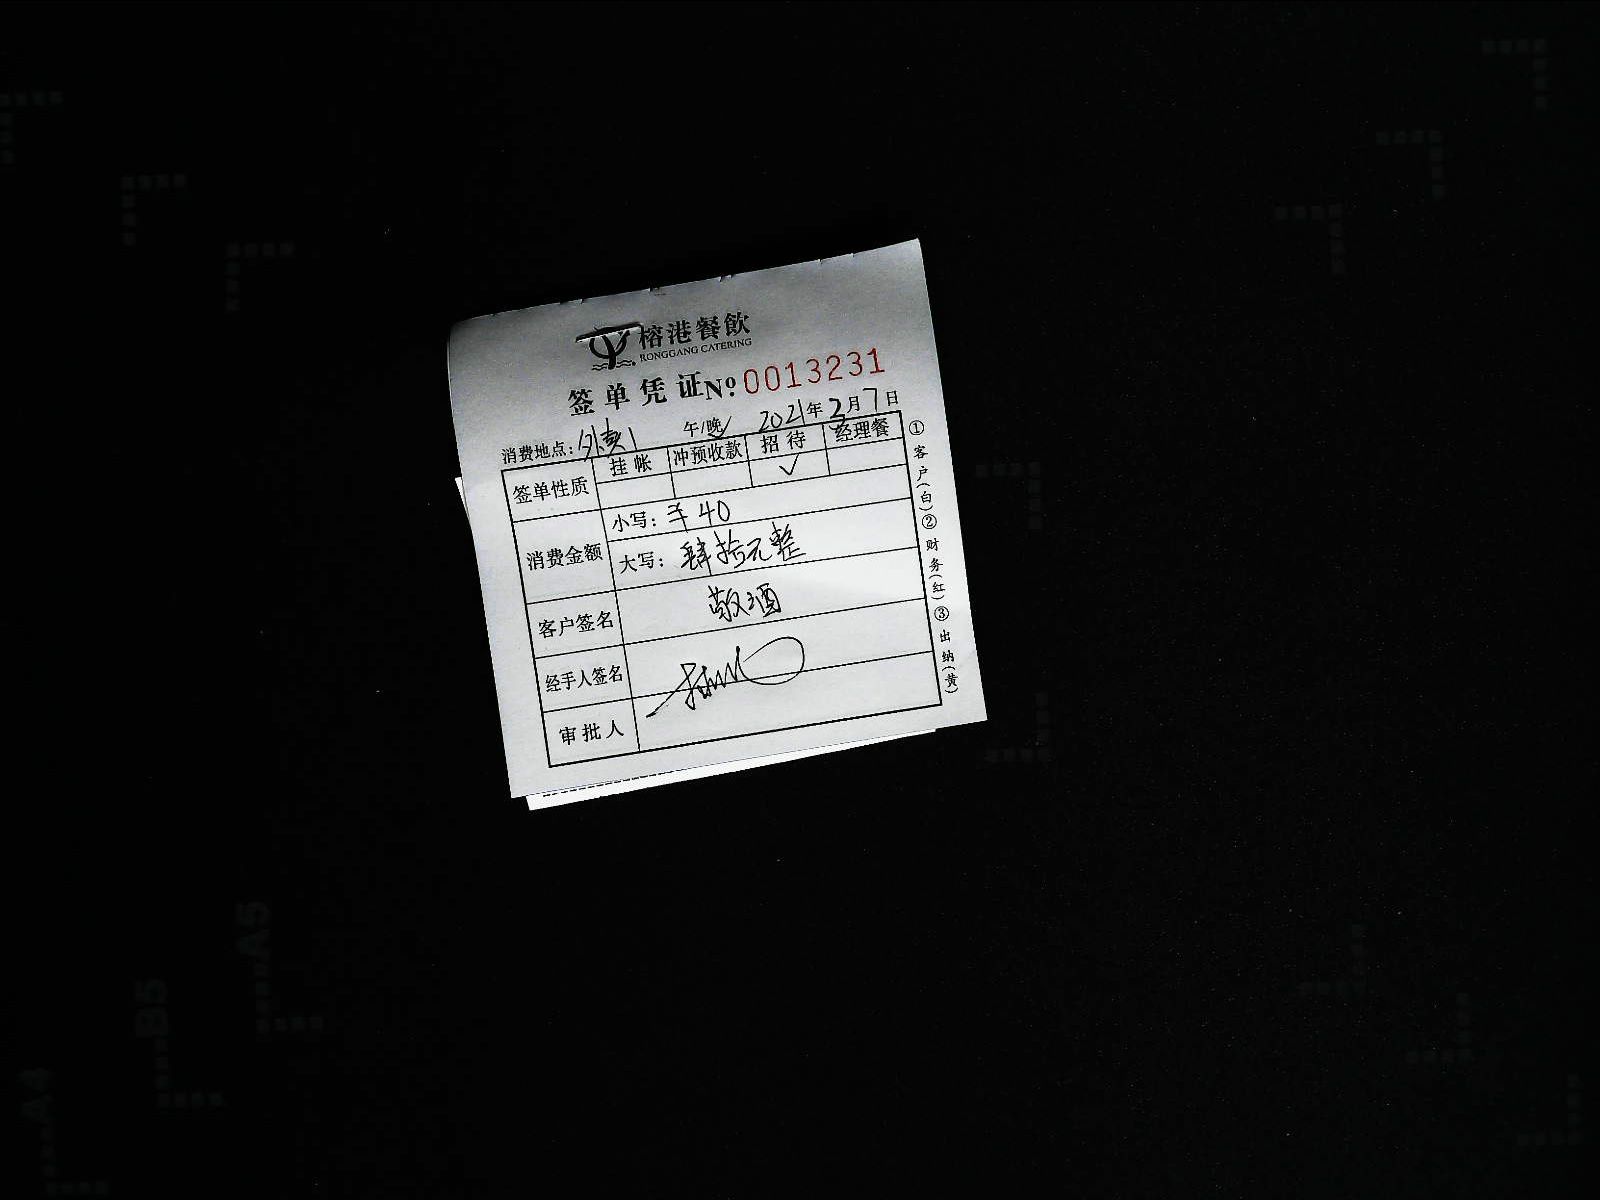 榕港餐飲
RONGGANG CATERING
签单凭证 No. 0013231
消费地点：外卖1 午/晚 2021年2月7日
签单性质 挂帐 冲预收款 招待 经理餐
✓
消费金额 小写：¥40
大写：肆拾元整
客户签名 敬酒
经手人签名
审批人
①客户(白)②财务(红)③出纳(黄)
A5
B5
A4